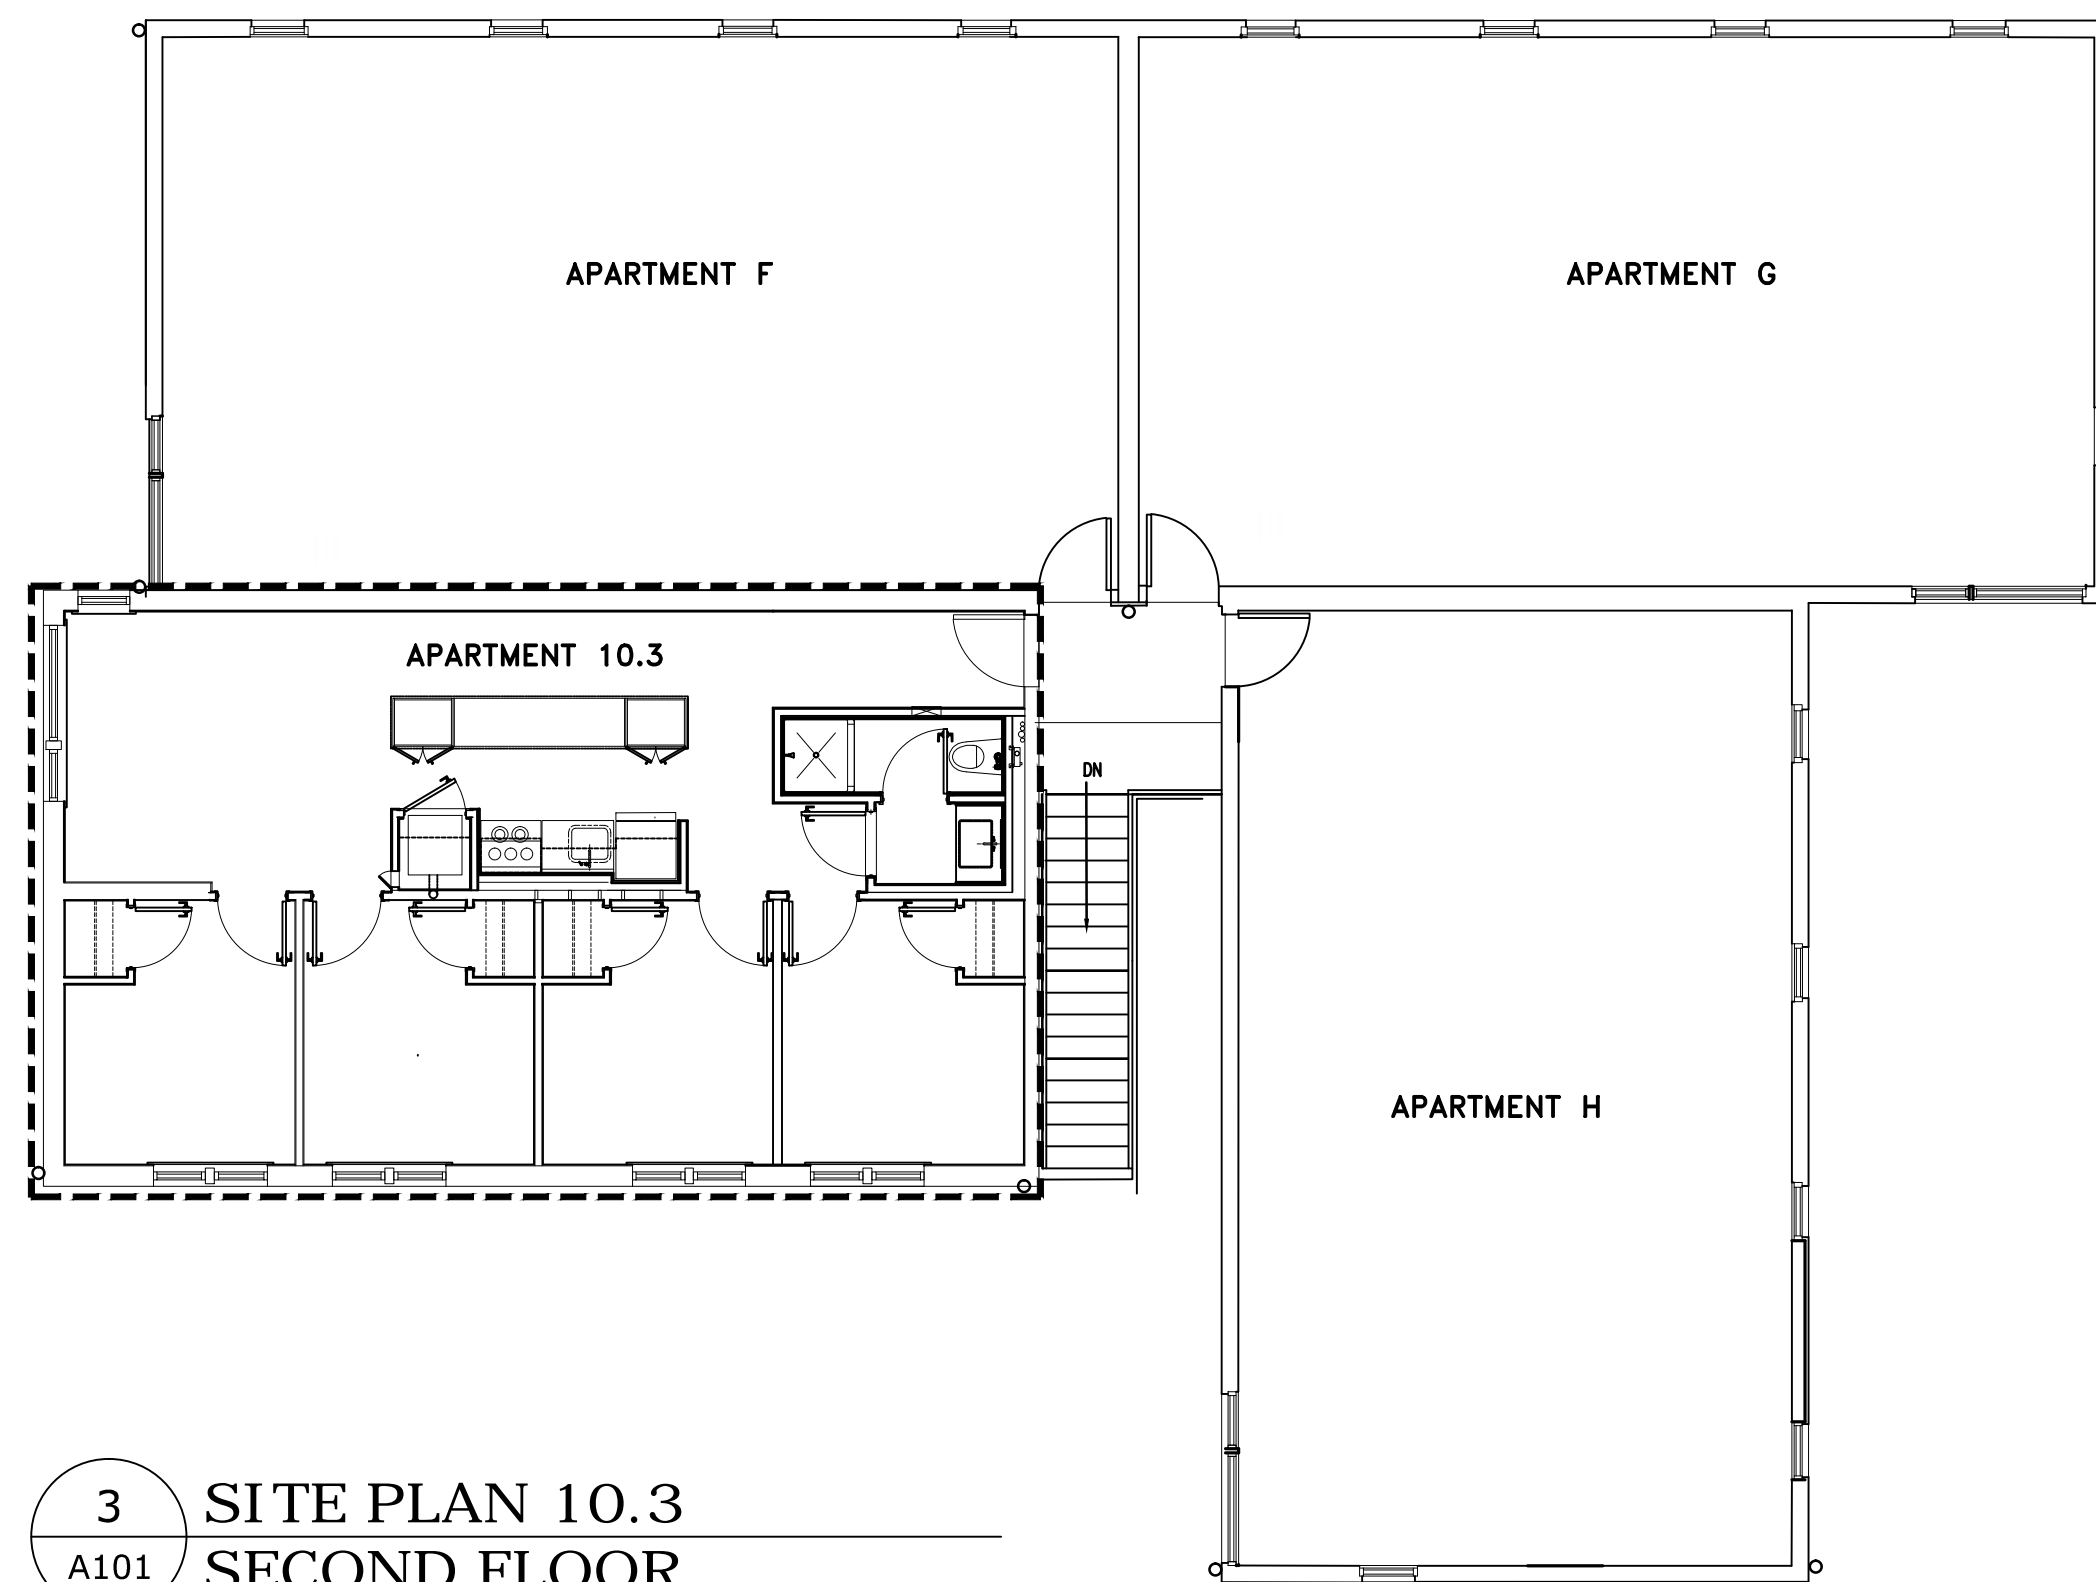 APARTMENT F
APARTMENT G
APARTMENT 10.3
DN
APARTMENT H
3
SITE PLAN 10.3
A101
SECOND FLOOR